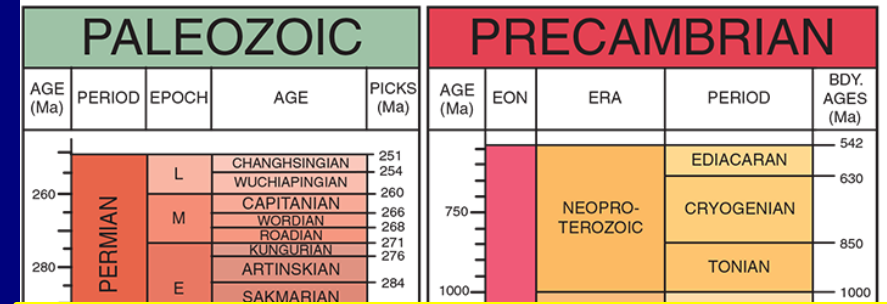 PALEOZOIC
AGE
(Ma)
PERIOD
EPOCH
AGE
PICKS
(Ma)
260
280
PERMIAN
L
M
E
CHANGHSINGIAN
WUCHIAPINGIAN
CAPITANIAN
WORDIAN
ROADIAN
KUNGURIAN
ARTINSKIAN
SAKMARIAN
251
254
260
266
268
271
276
284
PRECAMBRIAN
AGE
(Ma)
EON
ERA
PERIOD
BDY.
AGES
(Ma)
750
1000
NEOPRO-
TEROZOIC
EDIACARAN
CRYOGENIAN
TONIAN
542
630
850
1000